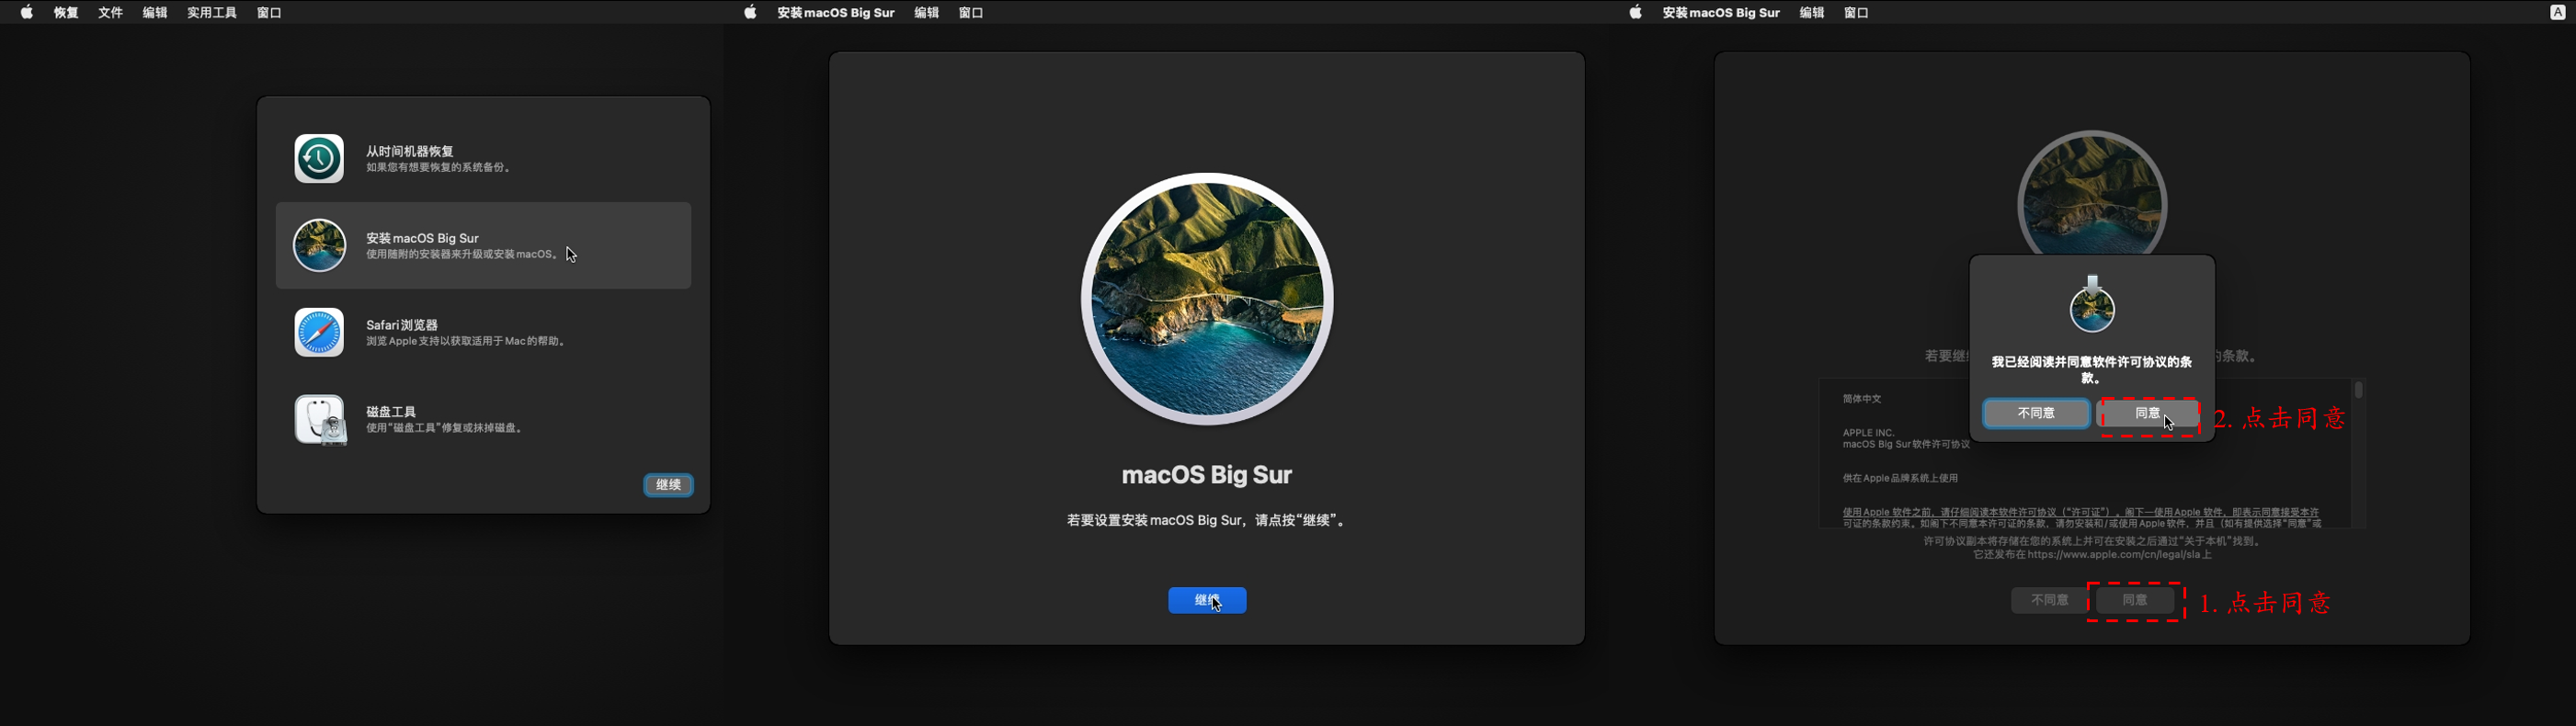 恢复 文件 编辑 实用工具 窗口
从时间机器恢复
如果您有想要恢复的系统备份。
安装macOS Big Sur
使用随附的安装器来升级或安装macOS。
Safari浏览器
浏览Apple支持以获取适用于Mac的帮助。
磁盘工具
使用“磁盘工具”修复或抹掉磁盘。
继续
安装macOS Big Sur 编辑 窗口
macOS Big Sur
若要设置安装macOS Big Sur，请点按“继续”。
继续
安装macOS Big Sur 编辑 窗口 A
若要继
的条款。
我已经阅读并同意软件许可协议的条
款。
不同意 同意
2. 点击同意
简体中文
APPLE INC.
macOS Big Sur软件许可协议
供在Apple品牌系统上使用
使用Apple 软件之前，请仔细阅读本软件许可协议（“许可证”）。阁下一使用Apple 软件，即表示同意接受本许
可证的条款约束。如阁下不同意本许可证的条款，请勿安装和/或使用Apple软件，并且（如有提供选择“同意”或
许可协议副本将存储在您的系统上并可在安装之后通过“关于本机”找到。
它还发布在https://www.apple.com/cn/legal/sla上
不同意 同意
1. 点击同意